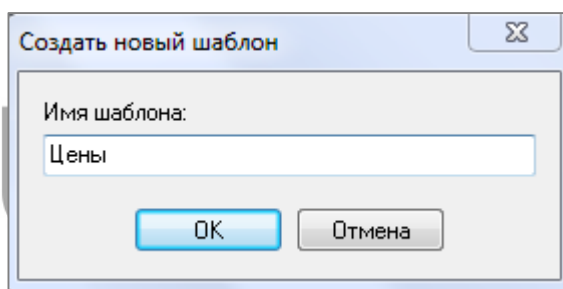 Создать новый шаблон
Имя шаблона:
Цены
OK Отмена